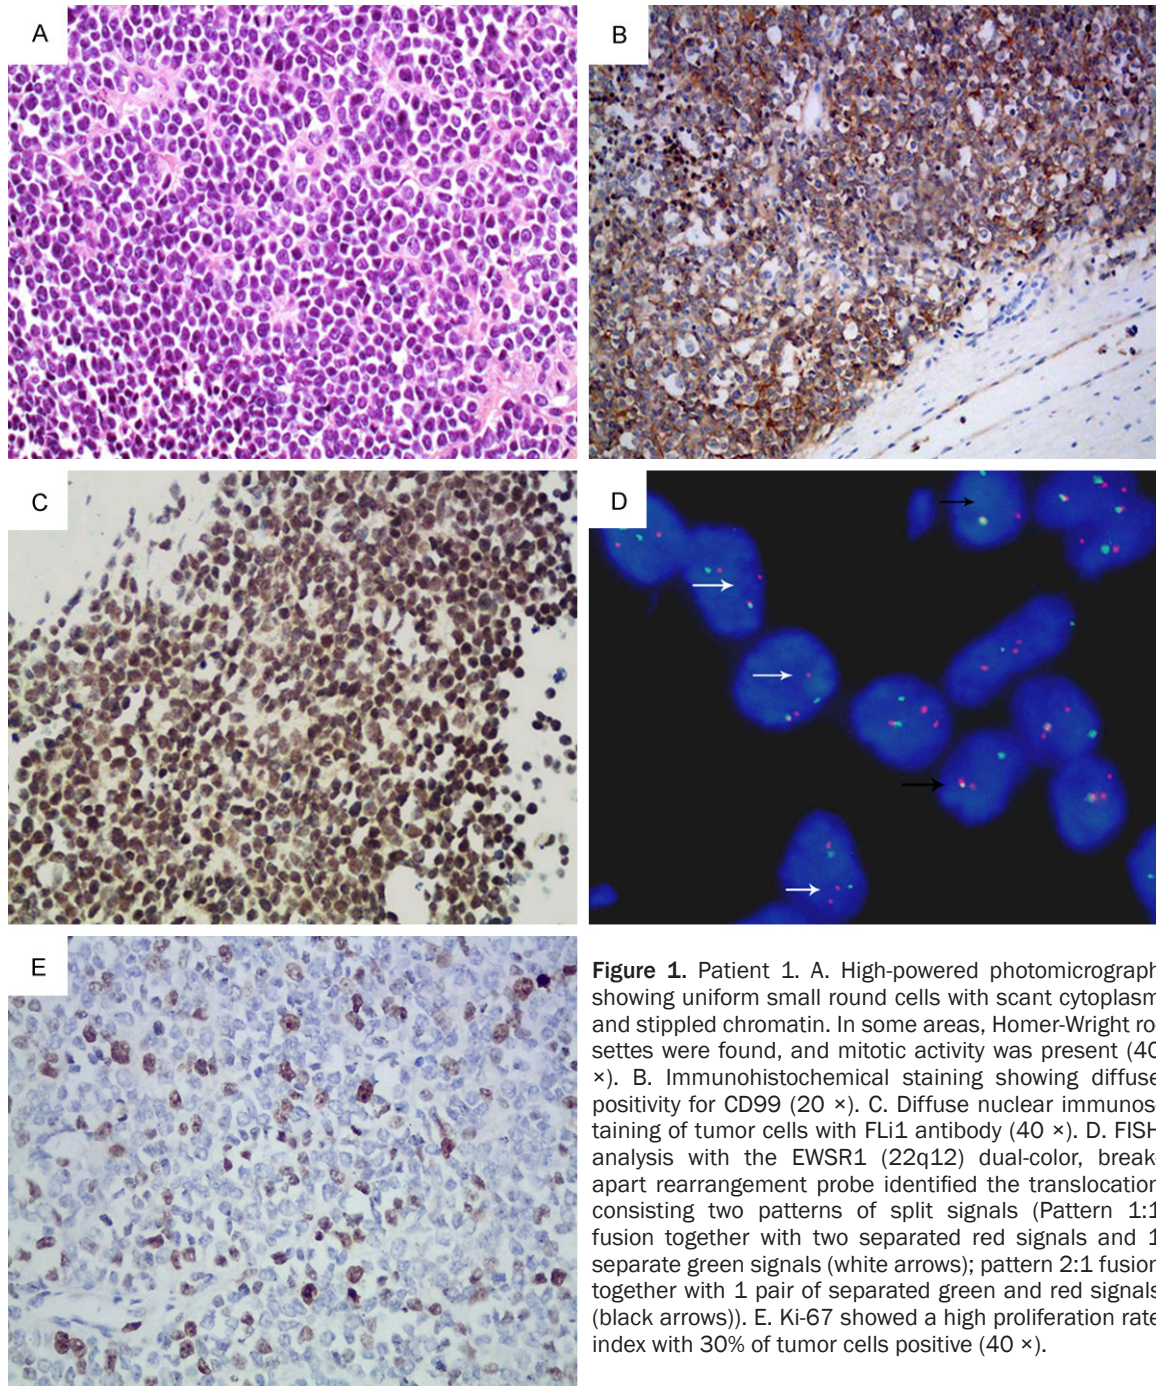 A
B
C
D
E
Figure 1. Patient 1. A. High-powered photomicrograph
showing uniform small round cells with scant cytoplasm
and stippled chromatin. In some areas, Homer-Wright ro-
settes were found, and mitotic activity was present (40
×). B. Immunohistochemical staining showing diffuse
positivity for CD99 (20 ×). C. Diffuse nuclear immunos-
taining of tumor cells with FLi1 antibody (40 ×). D. FISH
analysis with the EWSR1 (22q12) dual-color, break-
apart rearrangement probe identified the translocation
consisting two patterns of split signals (Pattern 1:1
fusion together with two separated red signals and 1
separate green signals (white arrows); pattern 2:1 fusion
together with 1 pair of separated green and red signals
(black arrows)). E. Ki-67 showed a high proliferation rate
index with 30% of tumor cells positive (40 ×).